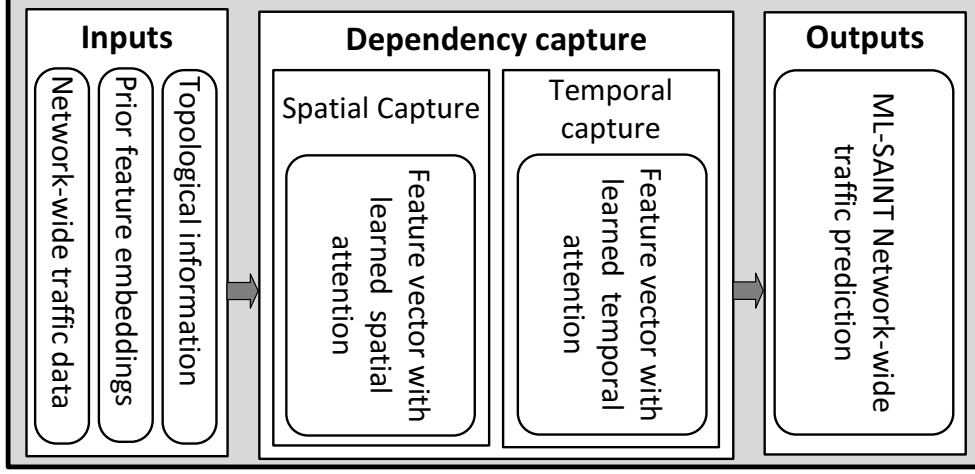 Inputs
Network-wide traffic data
Prior feature embeddings
Topological information
Dependency capture
Spatial Capture
Feature vector with
learned spatial
attention
Temporal
capture
Feature vector with
learned temporal
attention
Outputs
ML-SAINT Network-wide
traffic prediction